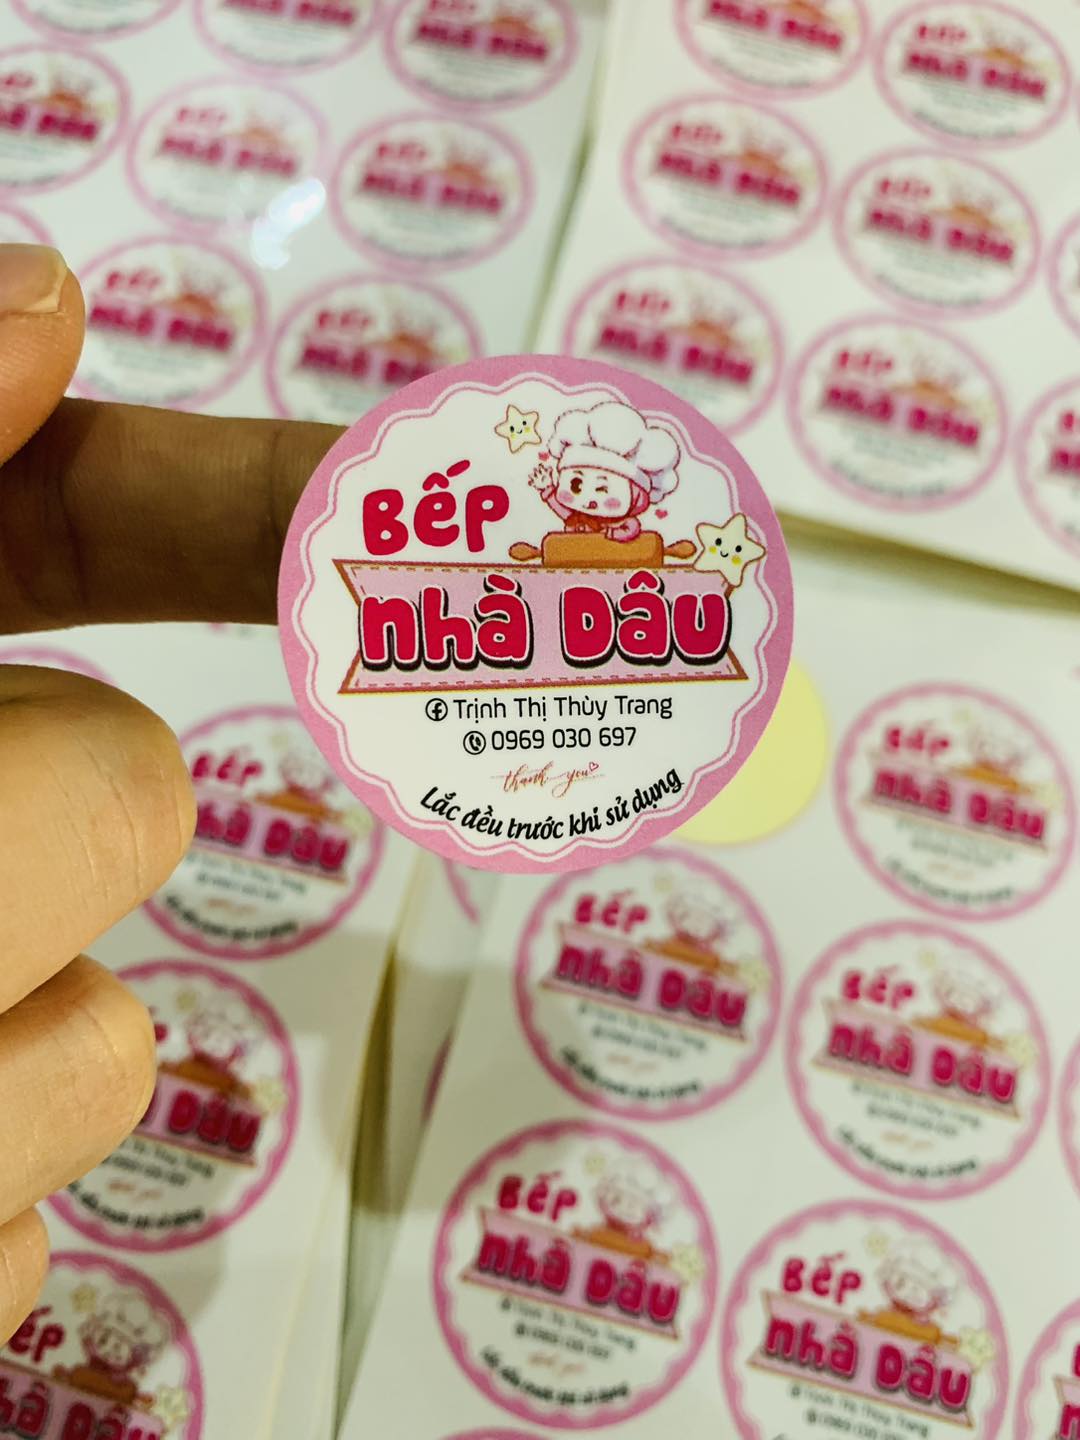 Bếp
nhà Dâu
Trịnh Thị Thùy Trang
0969 030 697
thank you
Lắc đều trước khi sử dụng